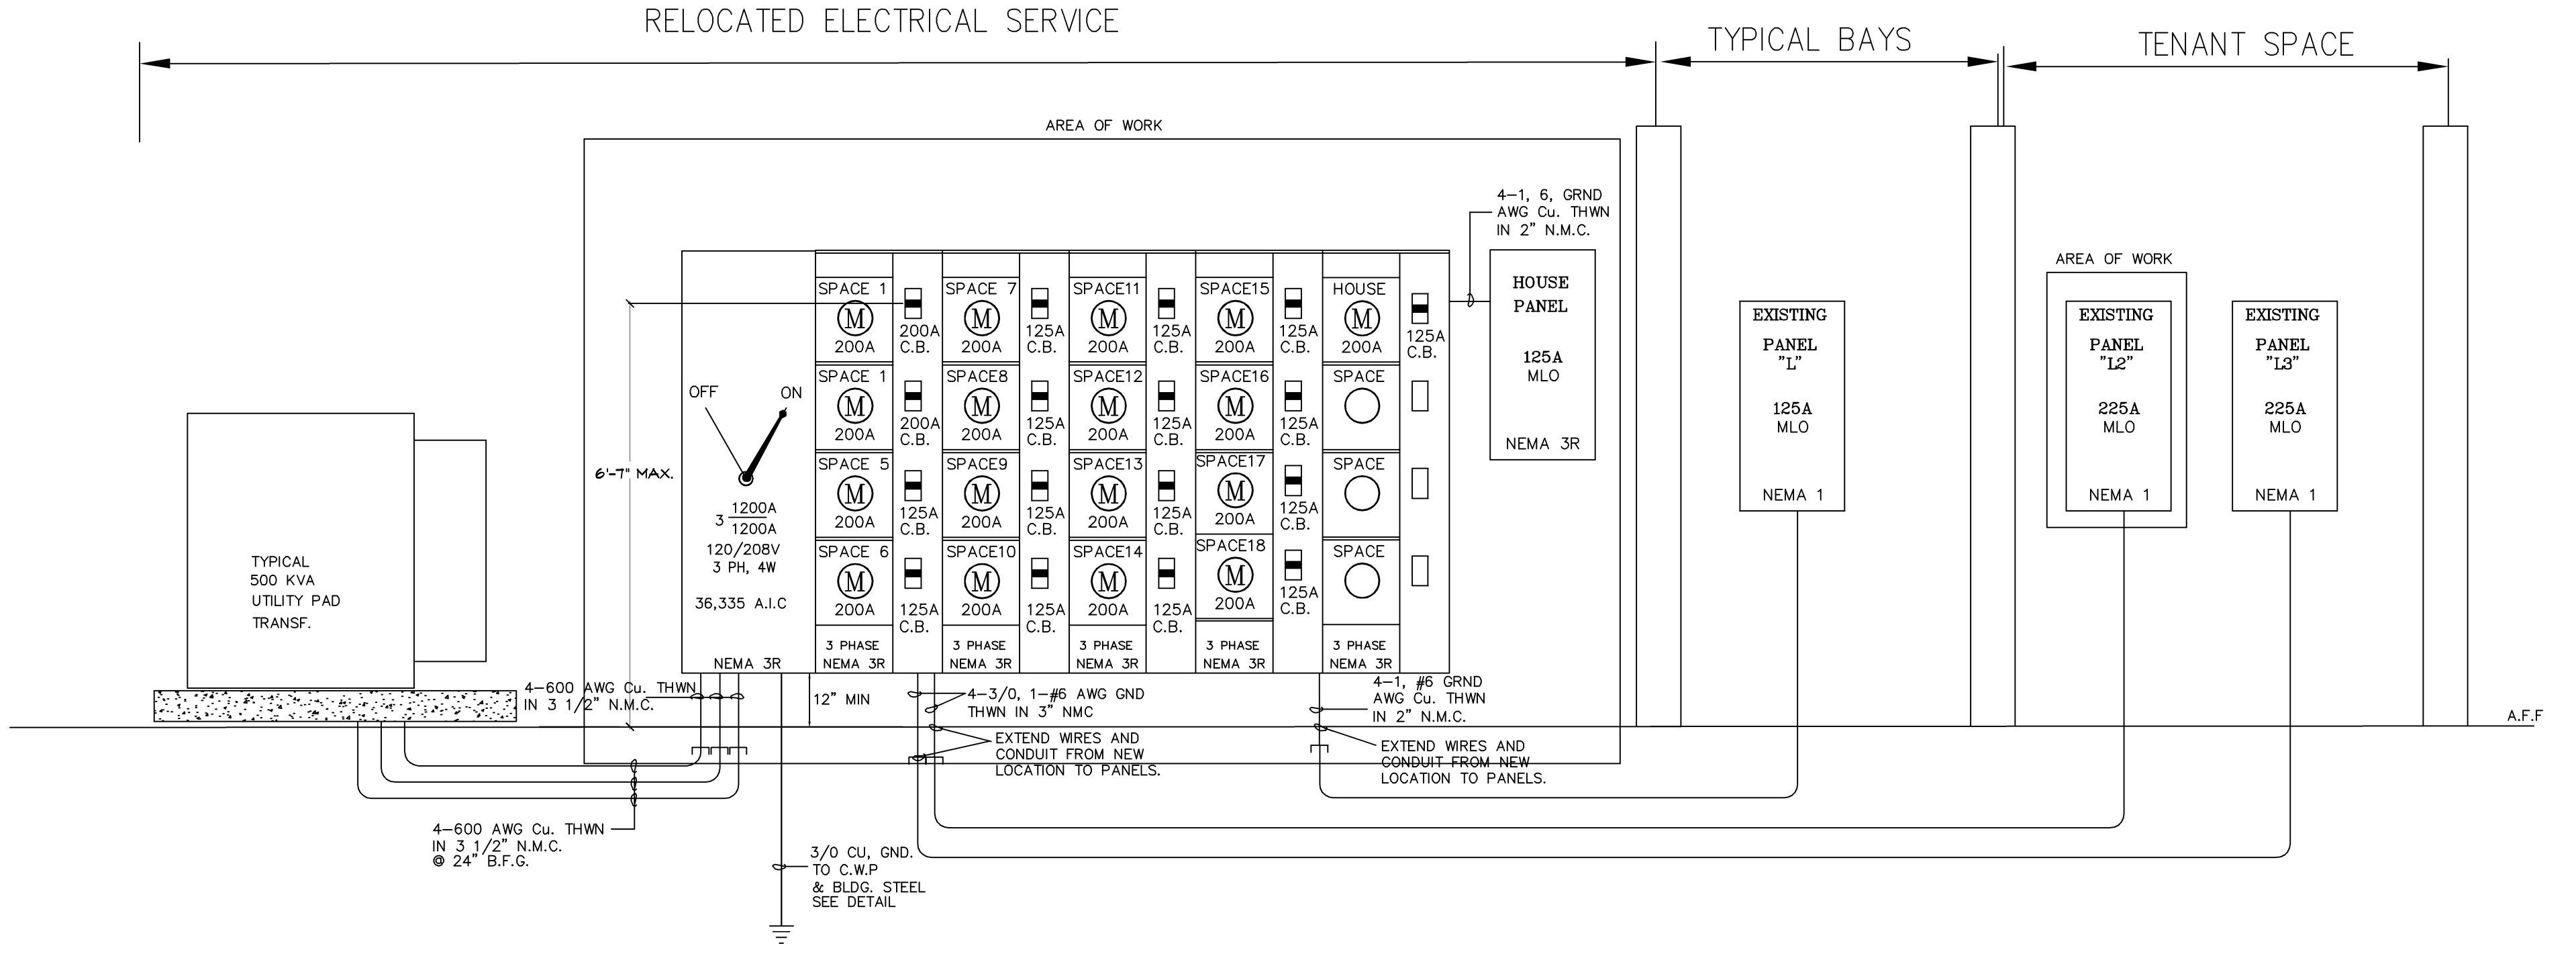 RELOCATED ELECTRICAL SERVICE
TYPICAL BAYS
TENANT SPACE
AREA OF WORK
4-1, 6, GRND
AWG Cu. THWN
IN 2" N.M.C.
OFF
ON
6'-7" MAX.
3 1200A
1200A
120/208V
3 PH, 4W
36,335 A.I.C
NEMA 3R
SPACE 1
M
200A
200A
C.B.
SPACE 1
M
200A
200A
C.B.
SPACE 5
M
200A
125A
C.B.
SPACE 6
M
200A
125A
C.B.
3 PHASE
NEMA 3R
SPACE 7
M
200A
125A
C.B.
SPACE8
M
200A
125A
C.B.
SPACE9
M
200A
125A
C.B.
SPACE10
M
200A
125A
C.B.
3 PHASE
NEMA 3R
SPACE11
M
200A
125A
C.B.
SPACE12
M
200A
125A
C.B.
SPACE13
M
200A
125A
C.B.
SPACE14
M
200A
125A
C.B.
3 PHASE
NEMA 3R
SPACE15
M
200A
125A
C.B.
SPACE16
M
200A
125A
C.B.
SPACE17
M
200A
125A
C.B.
SPACE18
M
200A
125A
C.B.
3 PHASE
NEMA 3R
HOUSE
M
200A
125A
C.B.
SPACE
SPACE
SPACE
3 PHASE
NEMA 3R
HOUSE
PANEL
125A
MLO
NEMA 3R
EXISTING
PANEL
"L"
125A
MLO
NEMA 1
AREA OF WORK
EXISTING
PANEL
"L2"
225A
MLO
NEMA 1
EXISTING
PANEL
"L3"
225A
MLO
NEMA 1
TYPICAL
500 KVA
UTILITY PAD
TRANSF.
4-600 AWG Cu. THWN
IN 3 1/2" N.M.C.
12" MIN
4-3/0, 1-#6 AWG GND
THWN IN 3" NMC
4-1, #6 GRND
AWG Cu. THWN
IN 2" N.M.C.
A.F.F
EXTEND WIRES AND
CONDUIT FROM NEW
LOCATION TO PANELS.
EXTEND WIRES AND
CONDUIT FROM NEW
LOCATION TO PANELS.
4-600 AWG Cu. THWN
IN 3 1/2" N.M.C.
@ 24" B.F.G.
3/0 CU, GND.
TO C.W.P
& BLDG. STEEL
SEE DETAIL